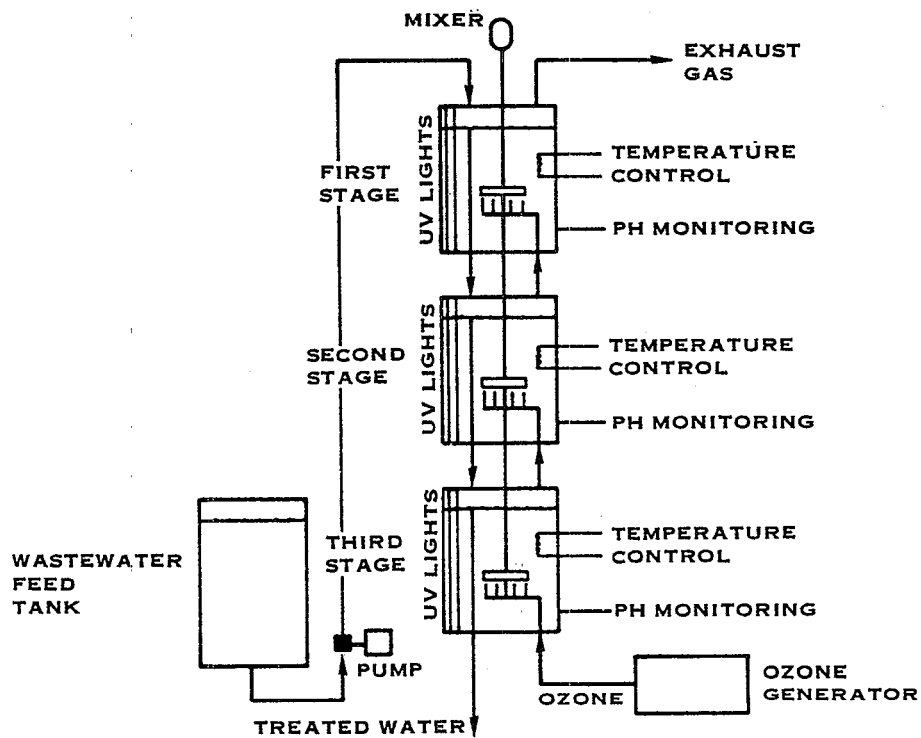 MIXER
EXHAUST
GAS
UV LIGHTS
TEMPERATURE
CONTROL
FIRST
STAGE
PH MONITORING
UV LIGHTS
TEMPERATURE
CONTROL
SECOND
STAGE
PH MONITORING
UV LIGHTS
TEMPERATURE
CONTROL
THIRD
STAGE
WASTEWATER
FEED
TANK
PH MONITORING
PUMP
OZONE
GENERATOR
OZONE
TREATED WATER